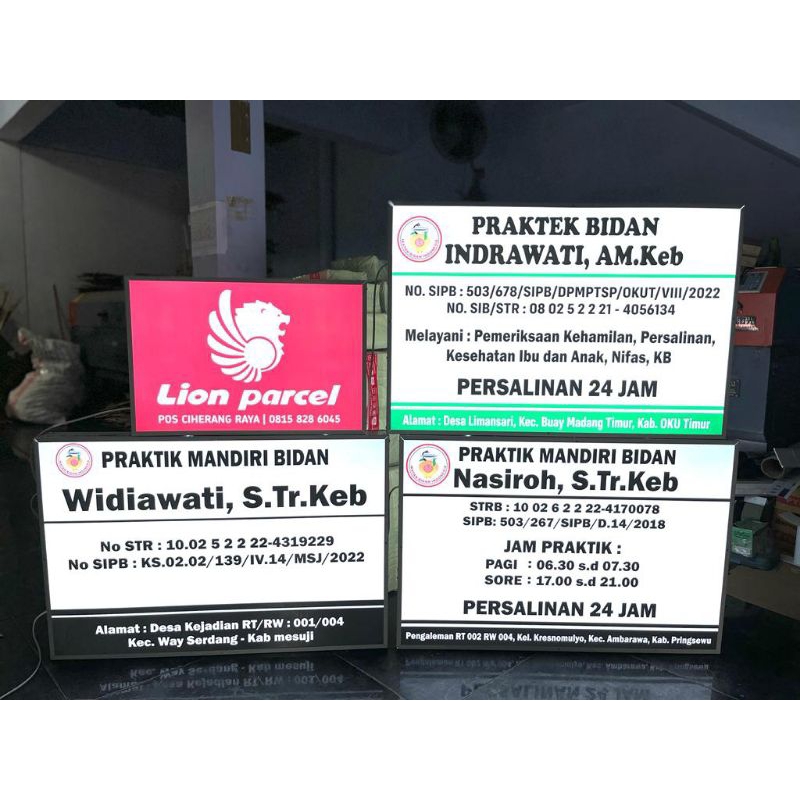 Lion parcel
POS CIHERANG RAYA | 0815 828 6045
PRAKTEK BIDAN
INDRAWATI, AM.Keb
NO. SIPB : 503/678/SIPB/DPMPTSP/OKUT/VIII/2022
NO. SIB/STR : 08 02 5 2 2 21 - 4056134
Melayani : Pemeriksaan Kehamilan, Persalinan,
Kesehatan Ibu dan Anak, Nifas, KB
PERSALINAN 24 JAM
Alamat : Desa Limansari, Kec. Buay Madang Timur, Kab. OKU Timur
PRAKTIK MANDIRI BIDAN
Widiawati, S.Tr.Keb
No STR : 10.02 5 2 2 22-4319229
No SIPB : KS.02.02/139/IV.14/MSJ/2022
Alamat : Desa Kejadian RT/RW : 001/004
Kec. Way Serdang - Kab mesuji
PRAKTIK MANDIRI BIDAN
Nasiroh, S.Tr.Keb
STRB : 10 02 6 2 2 22-4170078
SIPB: 503/267/SIPB/D.14/2018
JAM PRAKTIK :
PAGI : 06.30 s.d 07.30
SORE : 17.00 s.d 21.00
PERSALINAN 24 JAM
Pengaleman RT 002 RW 004, Kel. Kresnomulyo, Kec. Ambarawa, Kab. Pringsewu